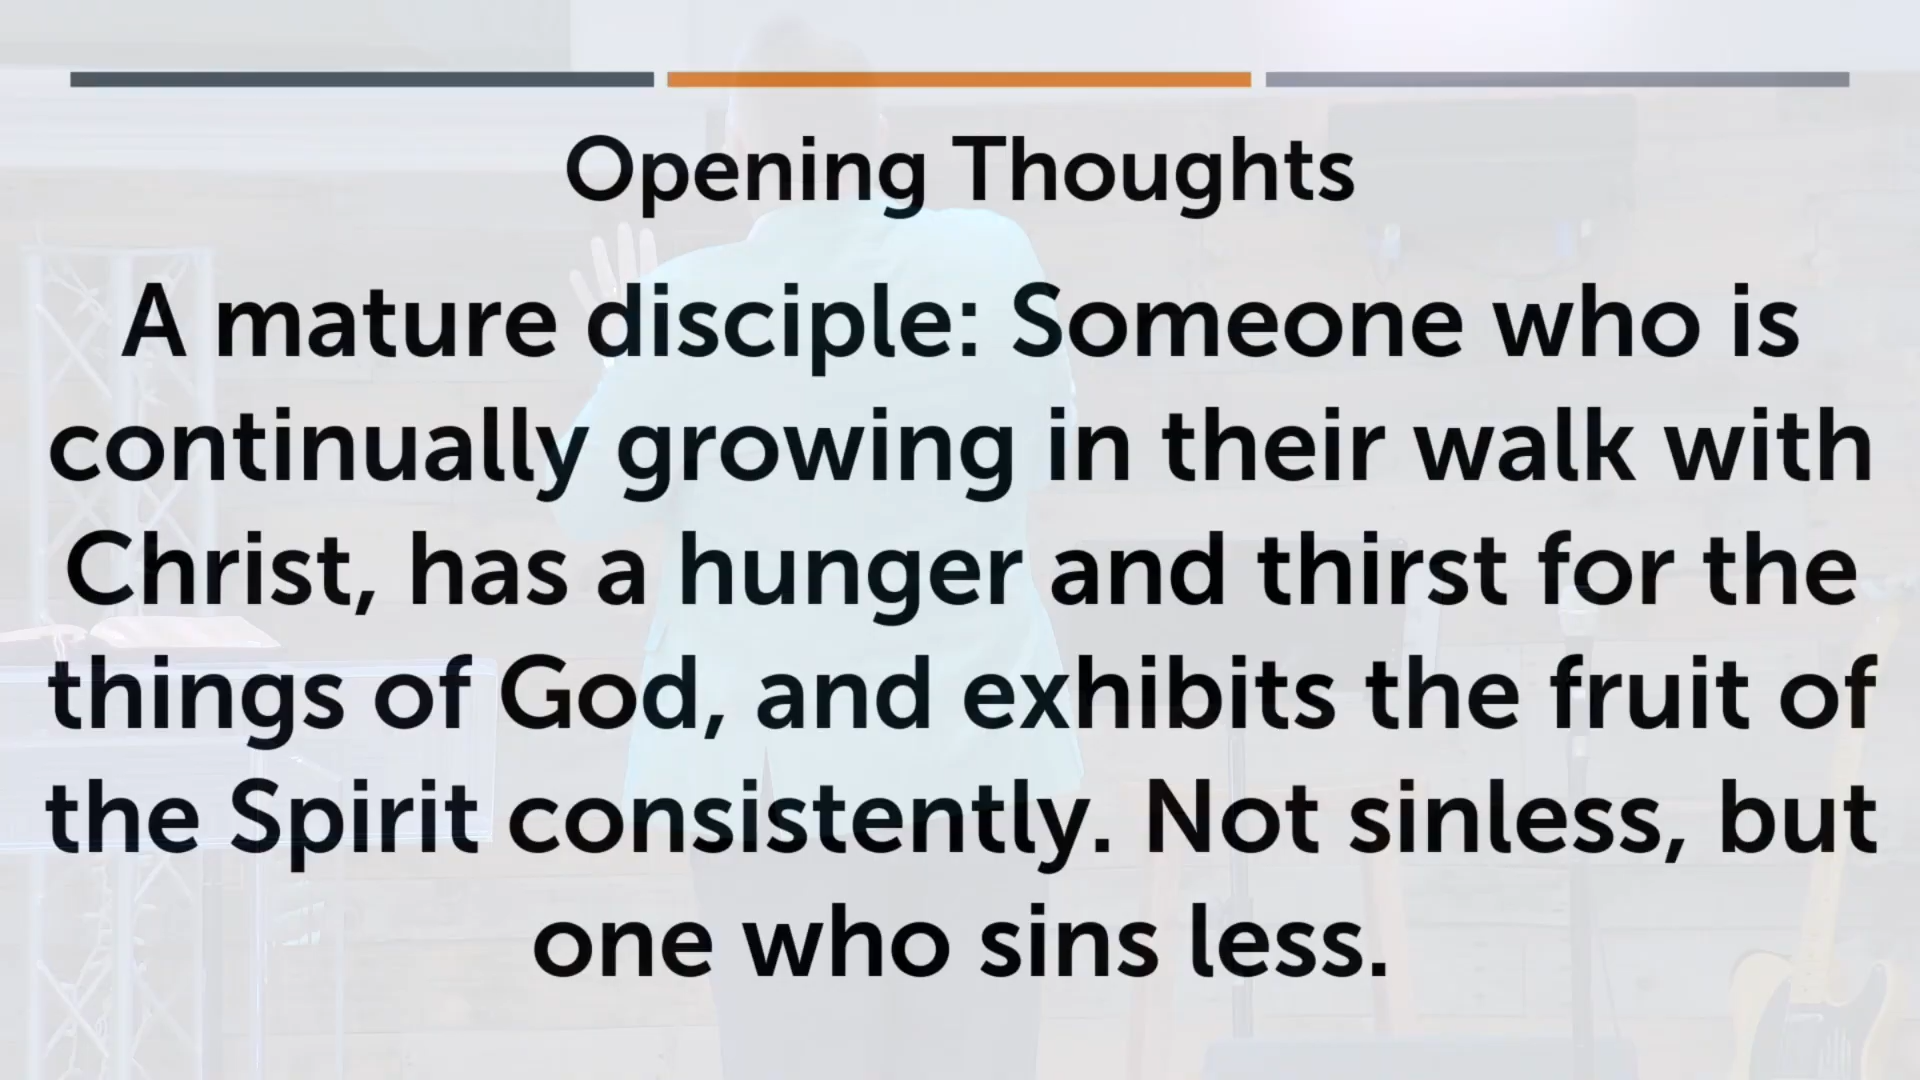 Opening Thoughts
A mature disciple: Someone who is
continually growing in their walk with
Christ, has a hunger and thirst for the
things of God, and exhibits the fruit of
the Spirit consistently. Not sinless, but
one who sins less.